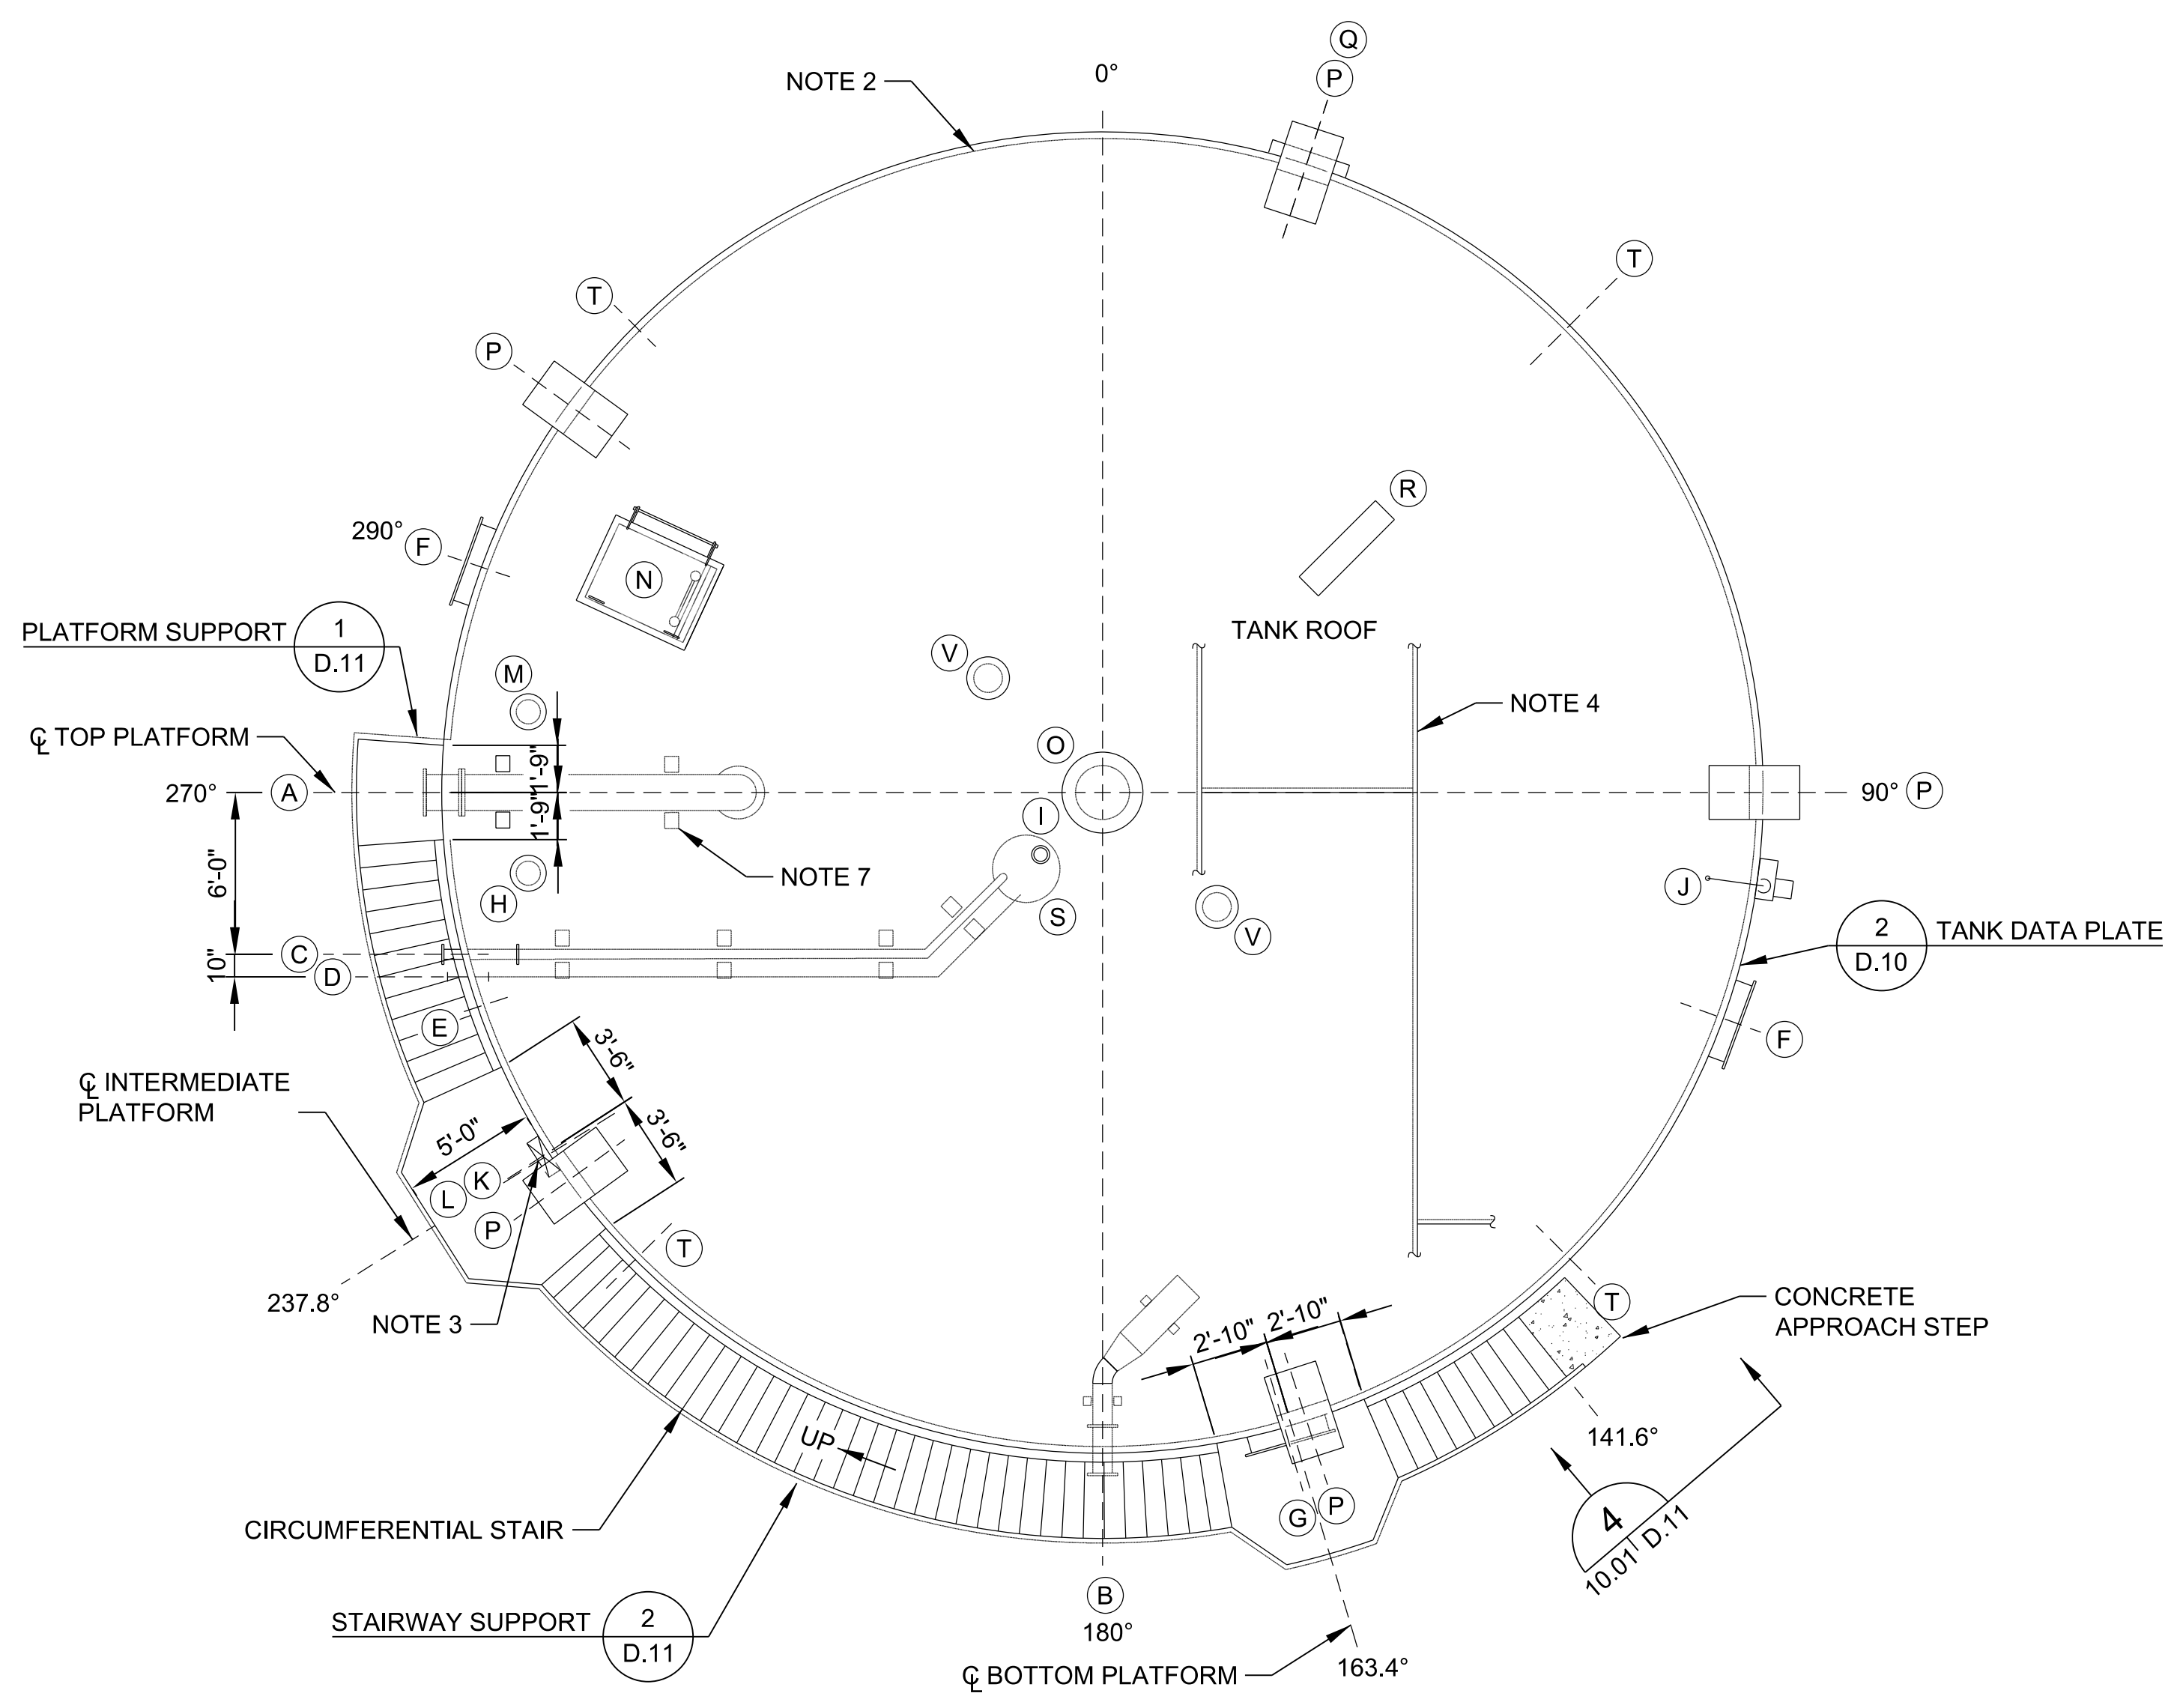 Q
NOTE 2
0°
P
T
T
P
R
290°
F
N
TANK ROOF
PLATFORM SUPPORT
1
D.11
V
M
NOTE 4
℄ TOP PLATFORM
O
1'-9"
270°
A
90°
P
1'-9"
I
6'-0"
NOTE 7
J
H
S
2
D.10
TANK DATA PLATE
V
C
10"
D
E
F
3'-6"
℄ INTERMEDIATE
PLATFORM
5'-0"
3'-6"
K
L
P
T
237.8°
NOTE 3
T
CONCRETE
APPROACH STEP
2'-10"
2'-10"
141.6°
UP
G
P
4
10.01
D.11
CIRCUMFERENTIAL STAIR
B
180°
STAIRWAY SUPPORT
2
D.11
℄ BOTTOM PLATFORM
163.4°